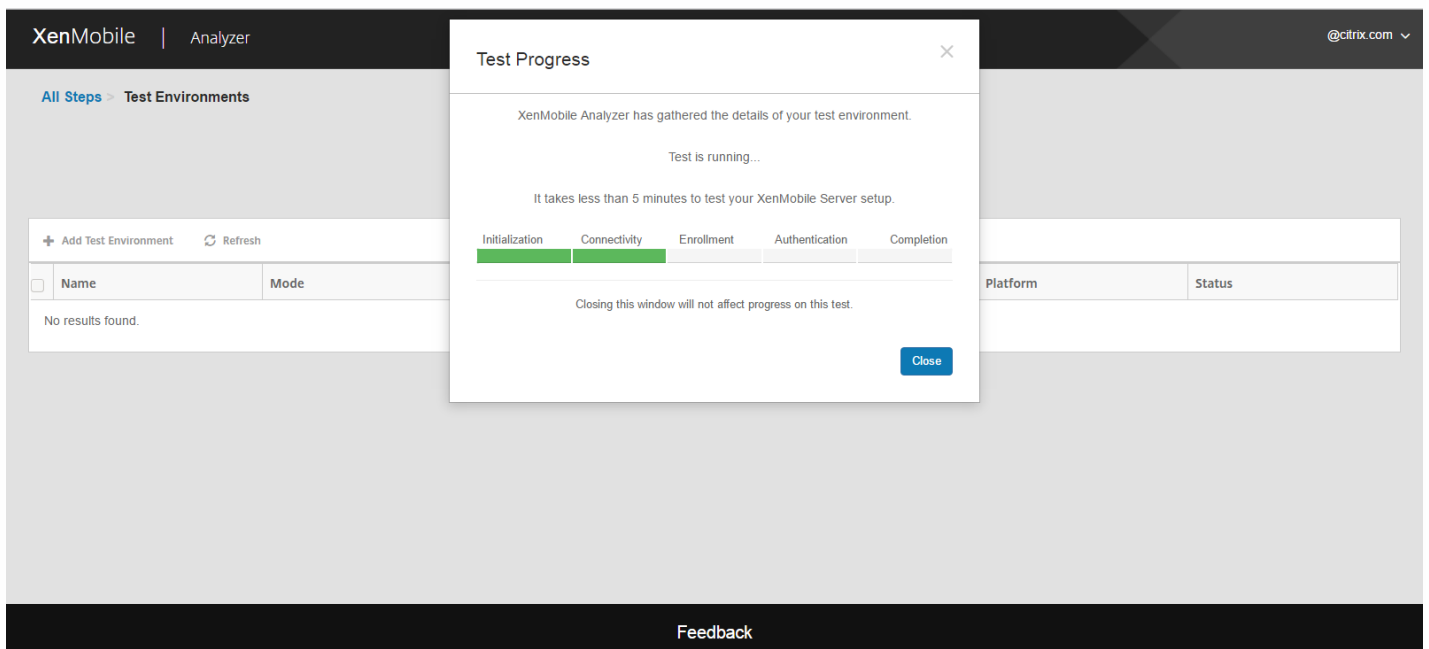 XenMobile | Analyzer
@citrix.com
All Steps > Test Environments
Test Progress
XenMobile Analyzer has gathered the details of your test environment.
Test is running...
It takes less than 5 minutes to test your XenMobile Server setup.
Initialization Connectivity Enrollment Authentication Completion
Closing this window will not affect progress on this test.
Close
Add Test Environment Refresh
Name Mode Platform Status
No results found.
Feedback